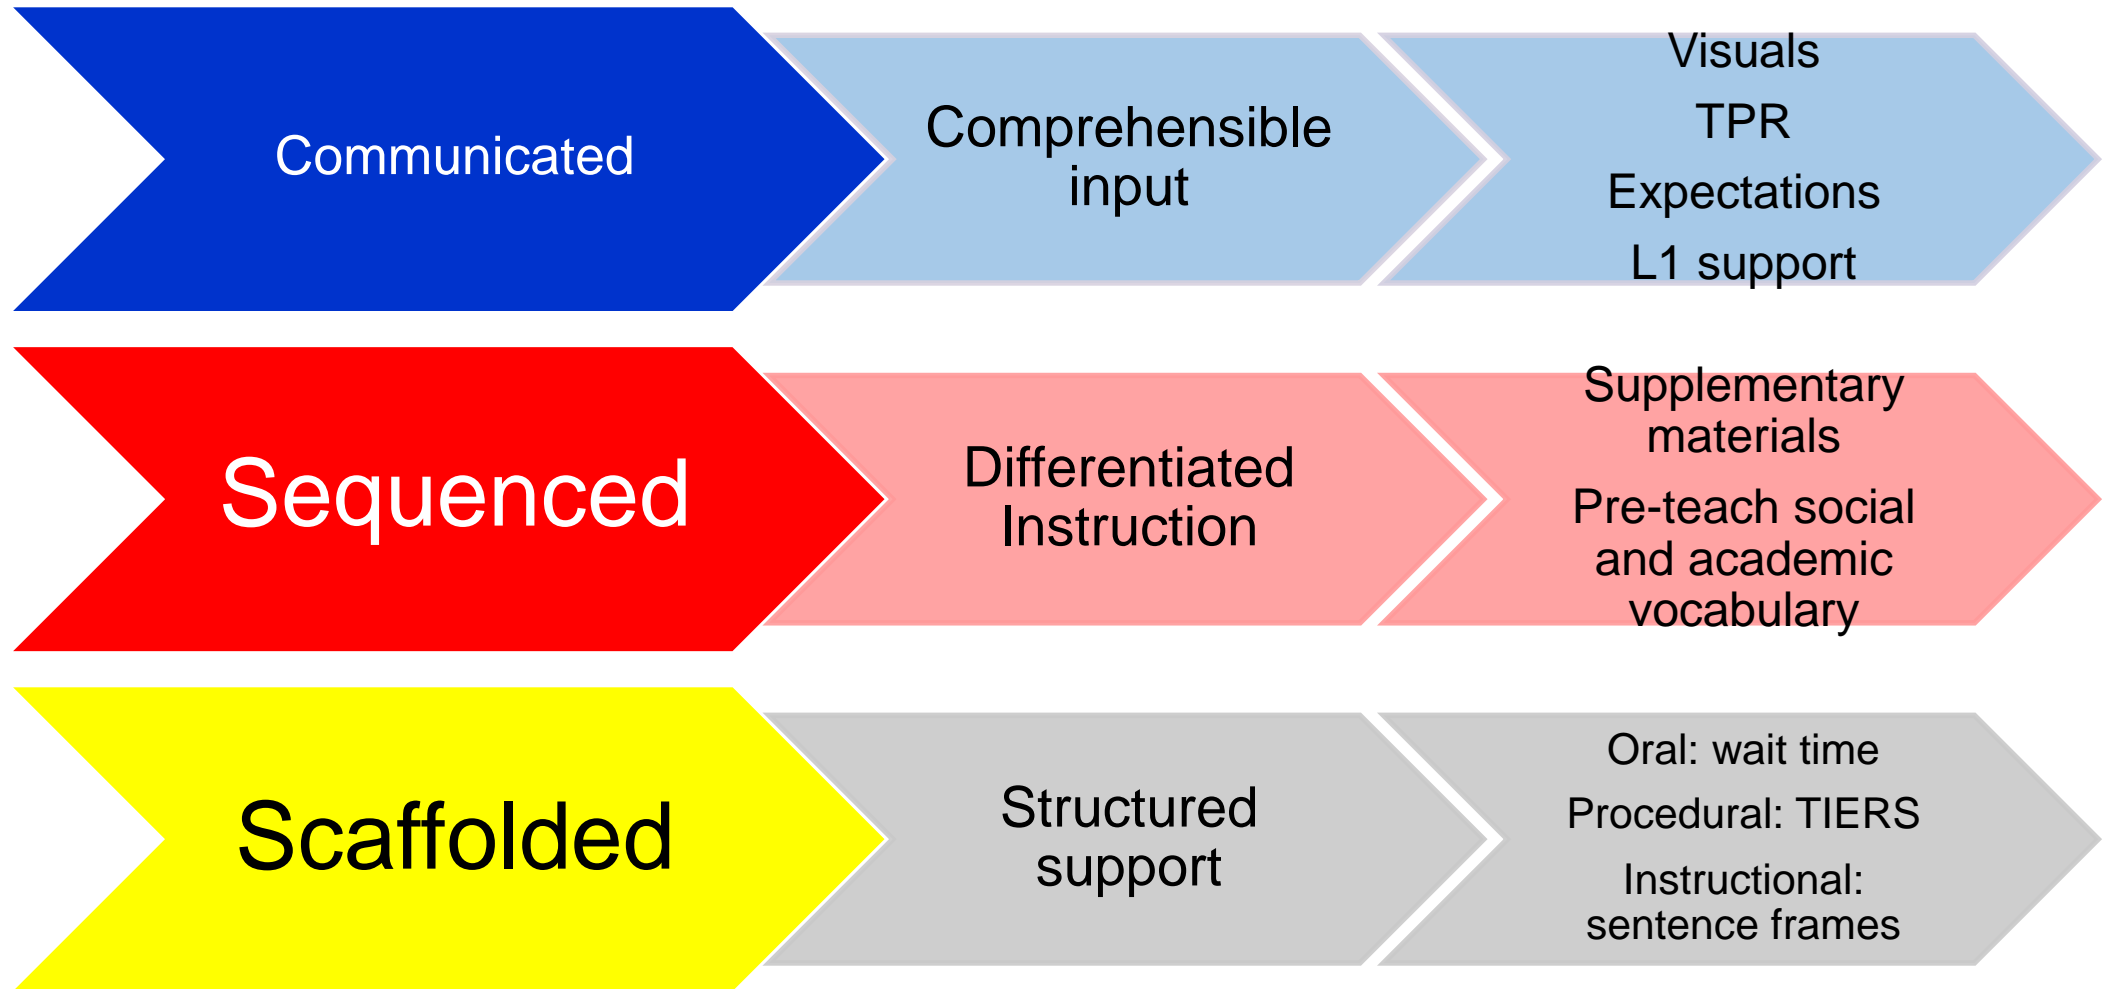 Communicated
Comprehensible
input
Visuals
TPR
Expectations
L1 support
Sequenced
Differentiated
Instruction
Supplementary
materials
Pre-teach social
and academic
vocabulary
Scaffolded
Structured
support
Oral: wait time
Procedural: TIERS
Instructional:
sentence frames